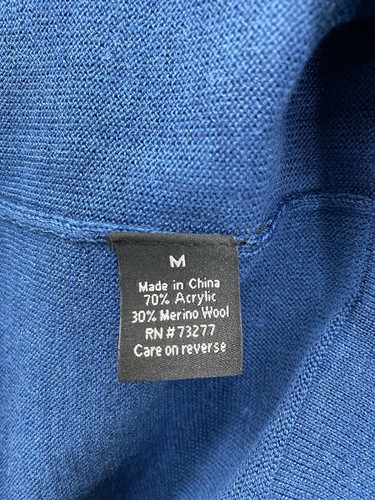 M
Made in China
70% Acrylic
30% Merino Wool
RN#73277
Care on reverse